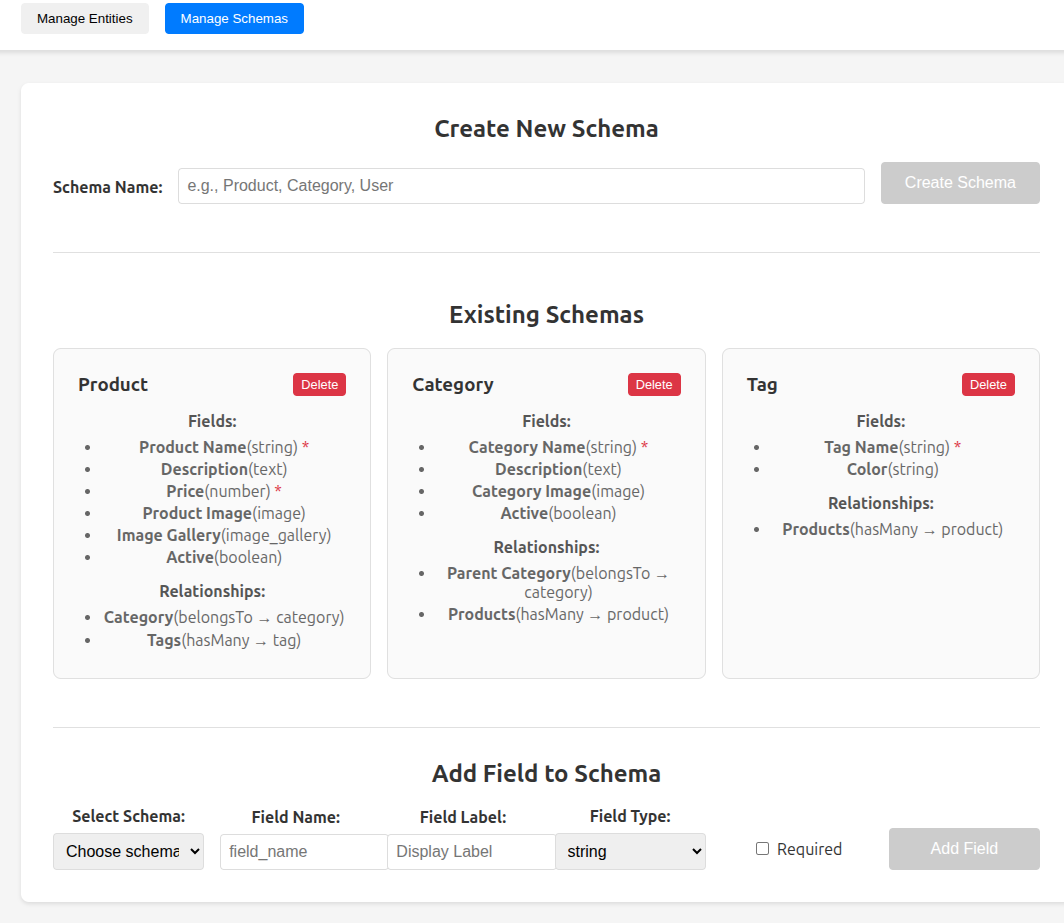 Manage Entities
Manage Schemas
Create New Schema
Schema Name:
e.g., Product, Category, User
Create Schema
Existing Schemas
Product
Delete
Fields:
Product Name(string) *
Description(text)
Price(number) *
Product Image(image)
Image Gallery(image_gallery)
Active(boolean)
Relationships:
Category(belongsTo → category)
Tags(hasMany → tag)
Category
Delete
Fields:
Category Name(string) *
Description(text)
Category Image(image)
Active(boolean)
Relationships:
Parent Category(belongsTo →
category)
Products(hasMany → product)
Tag
Delete
Fields:
Tag Name(string) *
Color(string)
Relationships:
Products(hasMany → product)
Add Field to Schema
Select Schema:
Choose schema
Field Name:
field_name
Field Label:
Display Label
Field Type:
string
Required
Add Field